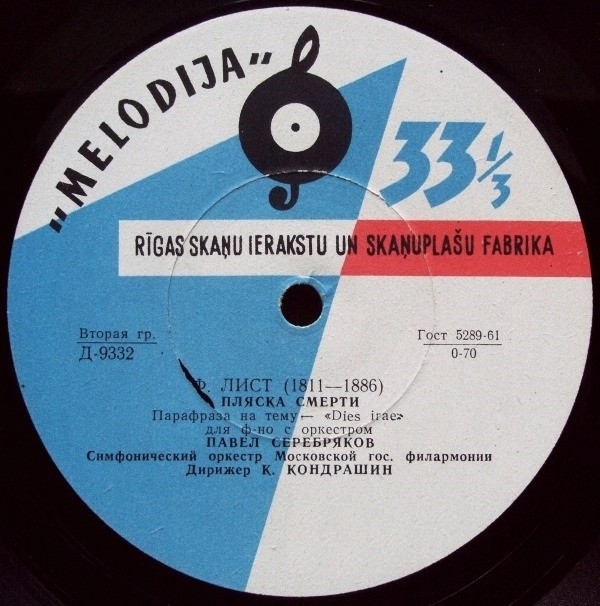 "MELODIJA"
33 1/3
RĪGAS SKAŅU IERAKSTU UN SKAŅUPLAŠU FABRIKA
Вторая гр.
Д-9332
Гост 5289-61
0-70
Ф. ЛИСТ (1811—1886)
ПЛЯСКА СМЕРТИ
Парафраза на тему — «Dies irae»
для ф-но с оркестром
ПАВЕЛ СЕРЕБРЯКОВ
Симфонический оркестр Московской гос. филармонии
Дирижер К. КОНДРАШИН